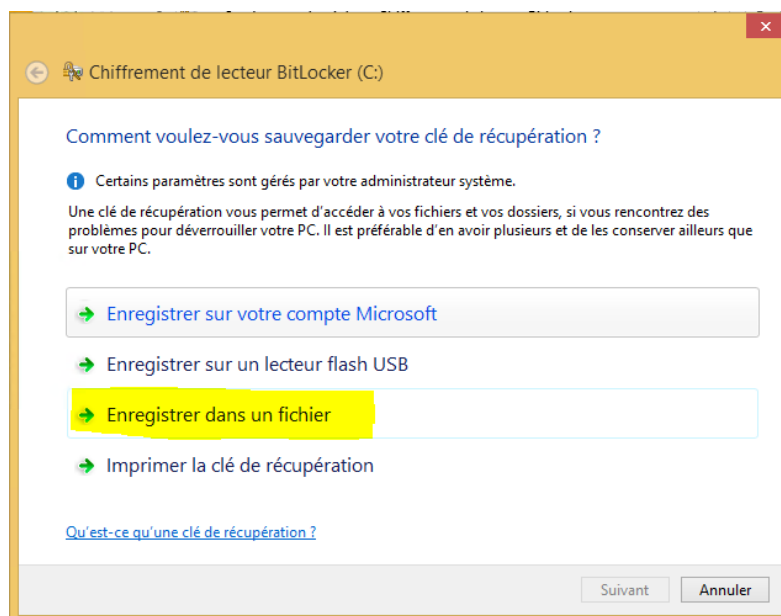 Chiffrement de lecteur BitLocker (C:)
Comment voulez-vous sauvegarder votre clé de récupération ?
Certains paramètres sont gérés par votre administrateur système.
Une clé de récupération vous permet d'accéder à vos fichiers et vos dossiers, si vous rencontrez des
problèmes pour déverrouiller votre PC. Il est préférable d'en avoir plusieurs et de les conserver ailleurs que
sur votre PC.
Enregistrer sur votre compte Microsoft
Enregistrer sur un lecteur flash USB
Enregistrer dans un fichier
Imprimer la clé de récupération
Qu'est-ce qu'une clé de récupération ?
Suivant
Annuler